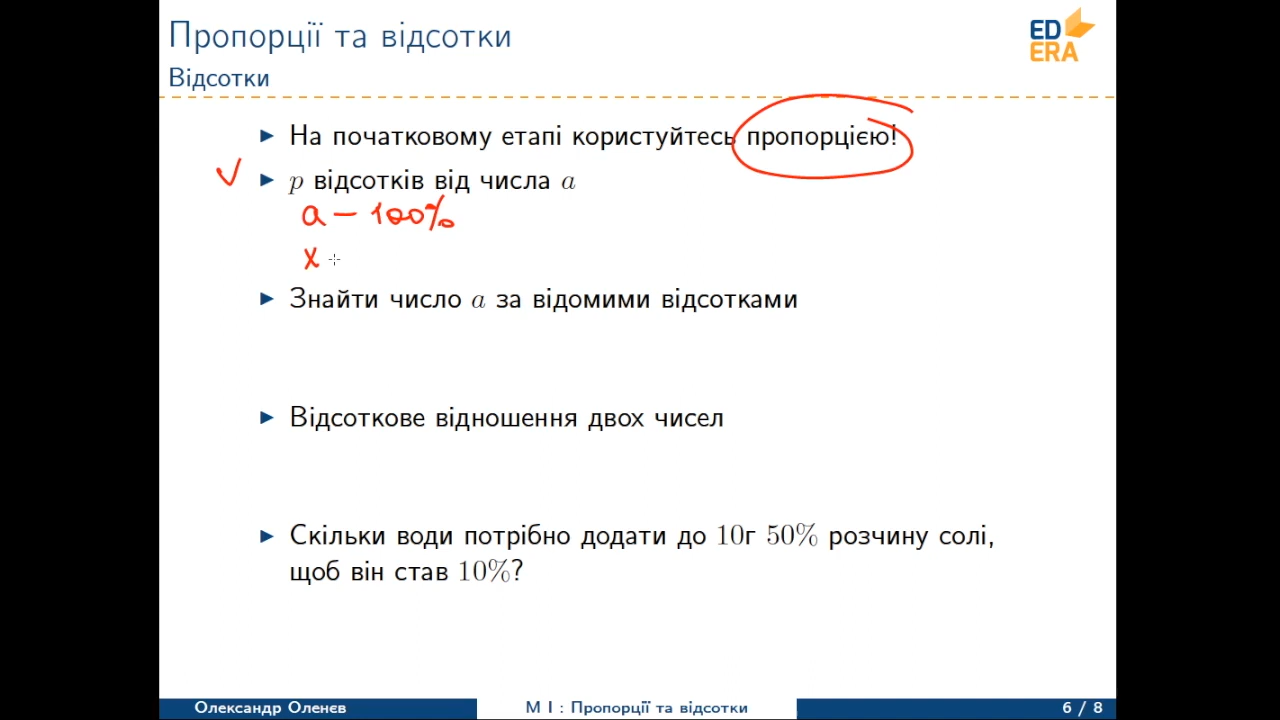 Пропорції та відсотки
ED
ERA
Відсотки
На початковому етапі користуйтесь пропорцією!
p відсотків від числа a
a — 100%
x
Знайти число a за відомими відсотками
Відсоткове відношення двох чисел
Скільки води потрібно додати до 10г 50% розчину солі,
щоб він став 10%?
Олександр Оленєв
М І : Пропорції та відсотки
6 / 8